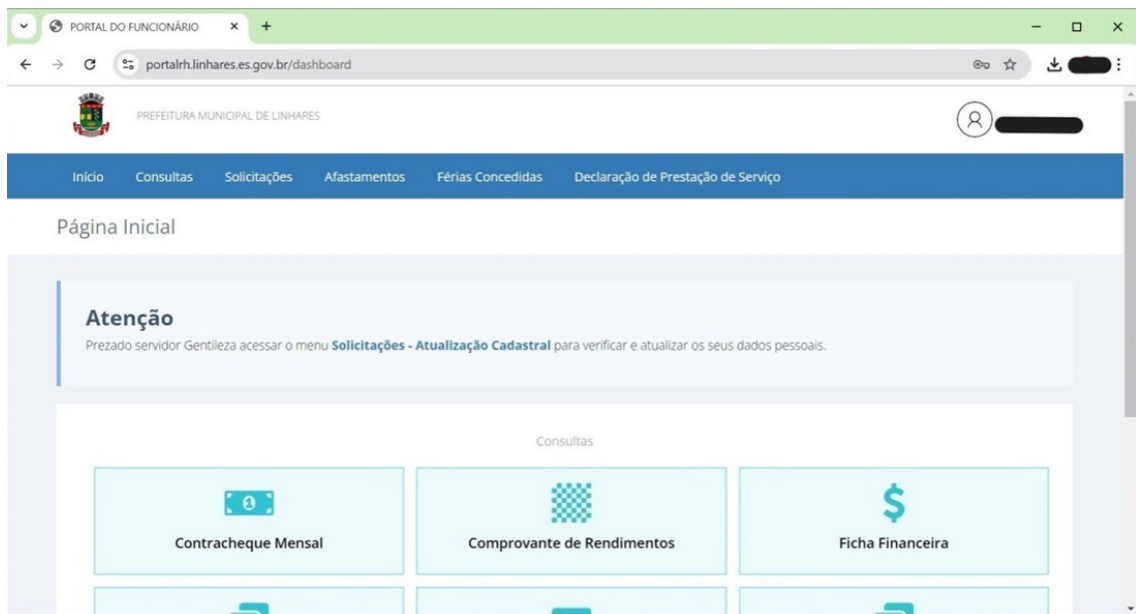 PORTAL DO FUNCIONÁRIO
portalrh.linhares.es.gov.br/dashboard
PREFEITURA MUNICIPAL DE LINHARES
Início Consultas Solicitações Afastamentos Férias Concedidas Declaração de Prestação de Serviço
Página Inicial
Atenção
Prezado servidor Gentileza acessar o menu Solicitações - Atualização Cadastral para verificar e atualizar os seus dados pessoais.
Consultas
Contracheque Mensal Comprovante de Rendimentos Ficha Financeira